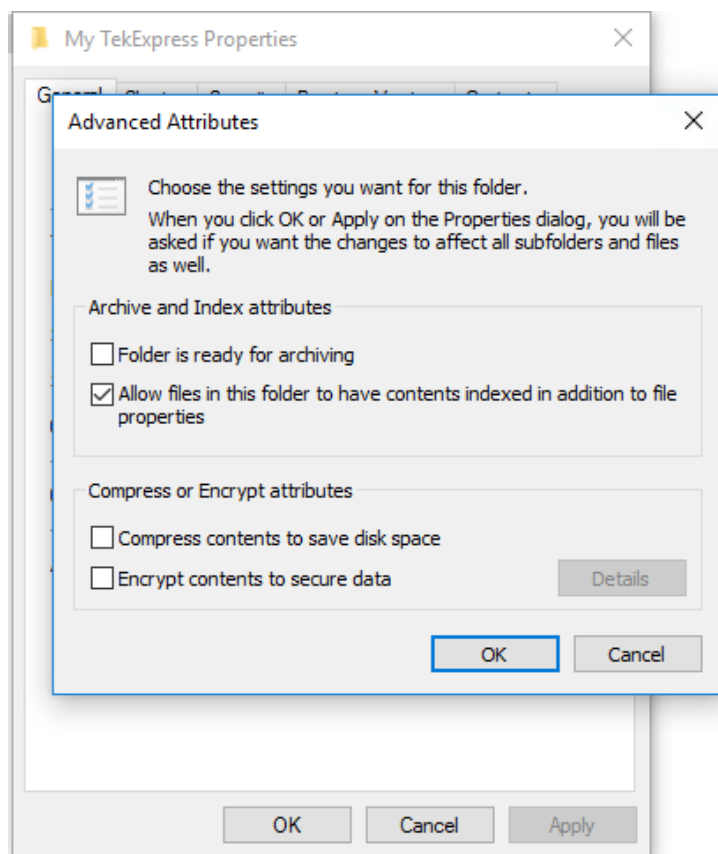 My TekExpress Properties
Advanced Attributes
Choose the settings you want for this folder.
When you click OK or Apply on the Properties dialog, you will be
asked if you want the changes to affect all subfolders and files
as well.
Archive and Index attributes
Folder is ready for archiving
Allow files in this folder to have contents indexed in addition to file
properties
Compress or Encrypt attributes
Compress contents to save disk space
Encrypt contents to secure data
Details
OK
Cancel
OK
Cancel
Apply